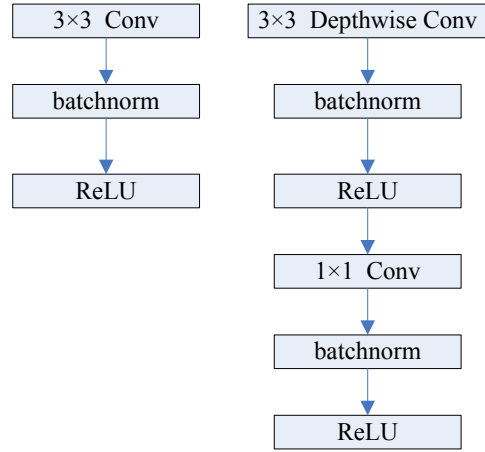 3×3 Conv
batchnorm
ReLU
3×3 Depthwise Conv
batchnorm
ReLU
1×1 Conv
batchnorm
ReLU